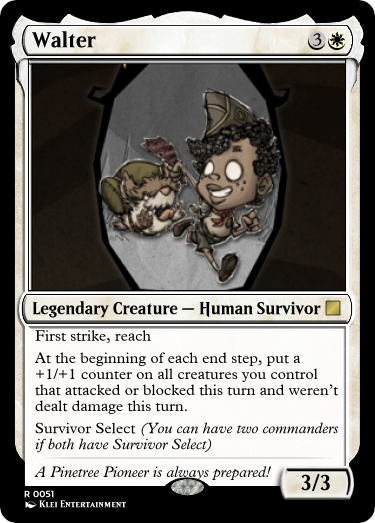 Walter 3
Legendary Creature — Human Survivor
First strike, reach
At the beginning of each end step, put a
+1/+1 counter on all creatures you control
that attacked or blocked this turn and weren't
dealt damage this turn.
Survivor Select (You can have two commanders
if both have Survivor Select)
A Pinetree Pioneer is always prepared!
3/3
R 0051
Klei Entertainment